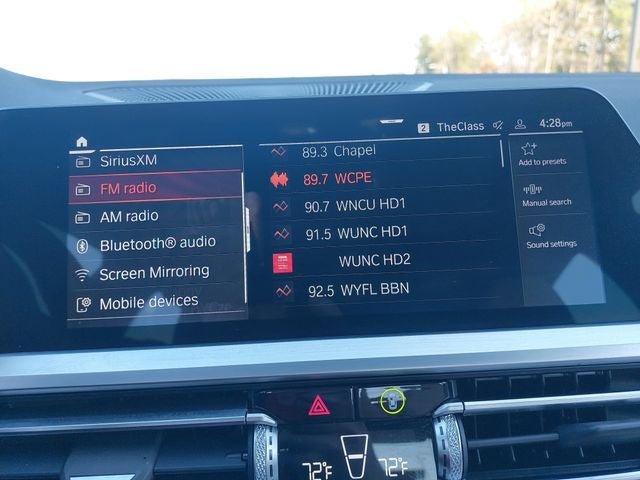 2 TheClass 4:28pm
SiriusXM
FM radio
AM radio
Bluetooth® audio
Screen Mirroring
Mobile devices
89.3 Chapel
89.7 WCPE
90.7 WNCU HD1
91.5 WUNC HD1
WUNC HD2
92.5 WYFL BBN
Add to presets
Manual search
Sound settings
72°F 72°F